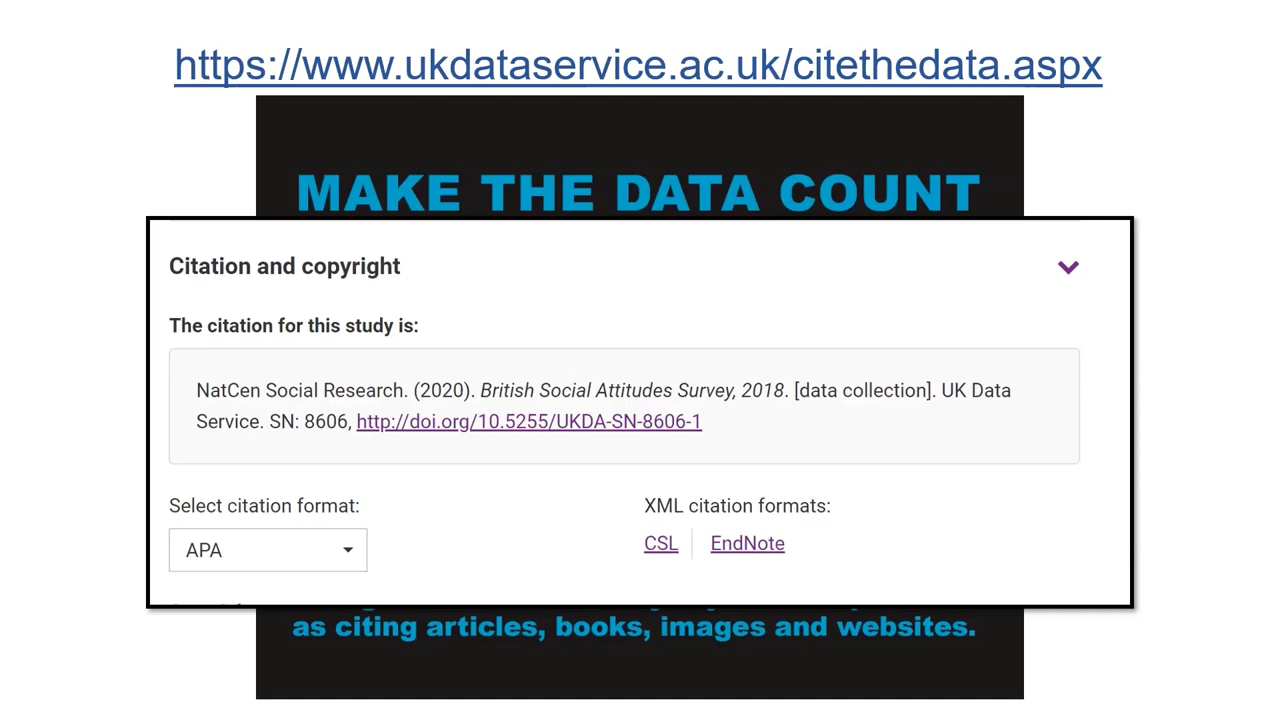 https://www.ukdataservice.ac.uk/citethedata.aspx
MAKE THE DATA COUNT
Citation and copyright
The citation for this study is:
NatCen Social Research. (2020). British Social Attitudes Survey, 2018. [data collection]. UK Data
Service. SN: 8606, http://doi.org/10.5255/UKDA-SN-8606-1
Select citation format:
XML citation formats:
APA
CSL
EndNote
as citing articles, books, images and websites.